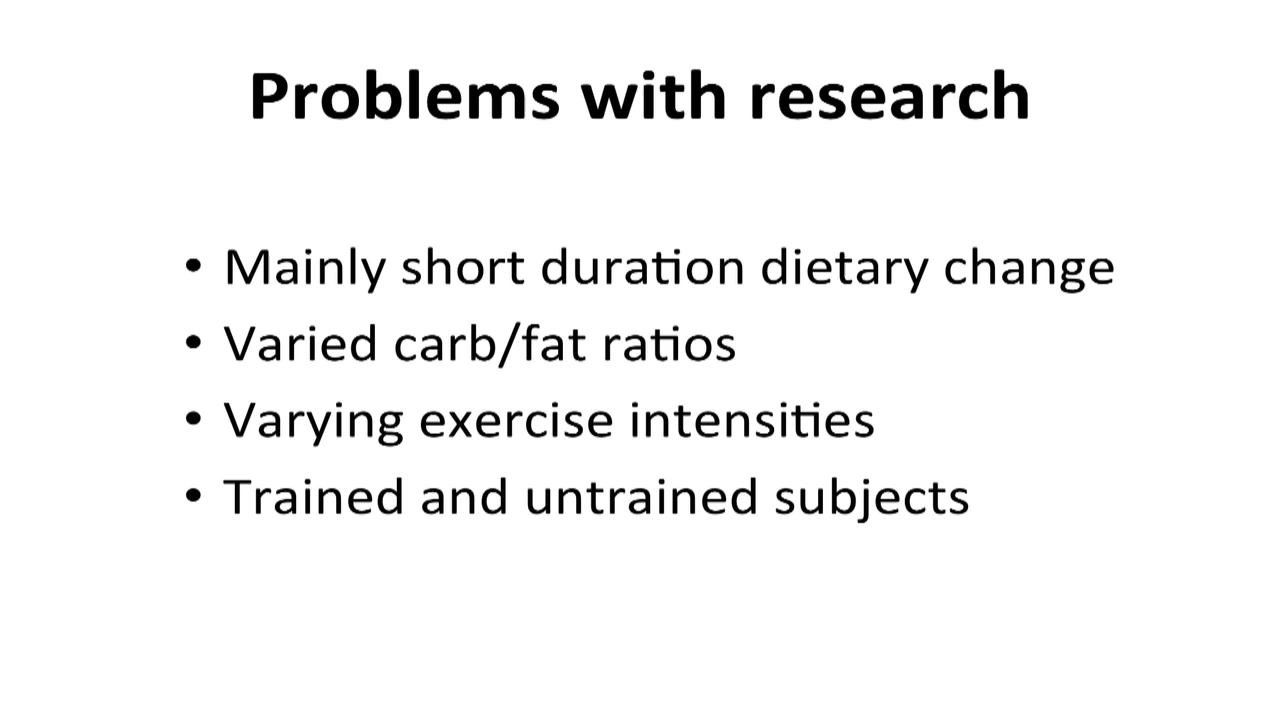 Problems with research
• Mainly short duration dietary change
• Varied carb/fat ratios
• Varying exercise intensities
• Trained and untrained subjects